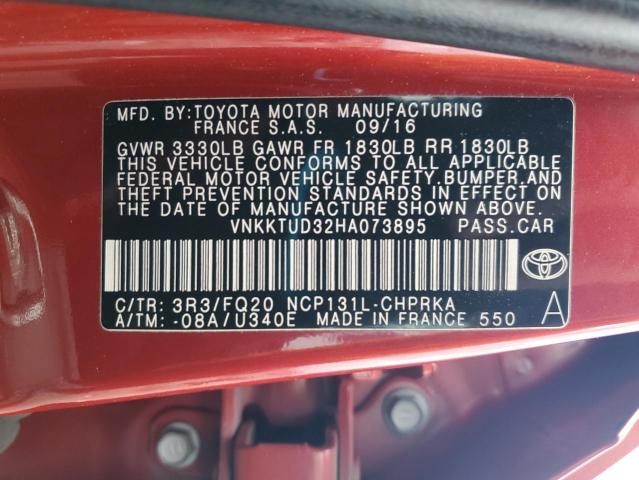 MFD. BY:TOYOTA MOTOR MANUFACTURING
FRANCE S.A.S. 09/16
GVWR 3330LB GAWR FR 1830LB RR 1830LB
THIS VEHICLE CONFORMS TO ALL APPLICABLE
FEDERAL MOTOR VEHICLE SAFETY,BUMPER,AND
THEFT PREVENTION STANDARDS IN EFFECT ON
THE DATE OF MANUFACTURE SHOWN ABOVE.
VNKKTUD32HA073895 PASS.CAR
C/TR: 3R3/FQ20 NCP131L-CHPRKA
A/TM: -08A/U340E MADE IN FRANCE 550
A